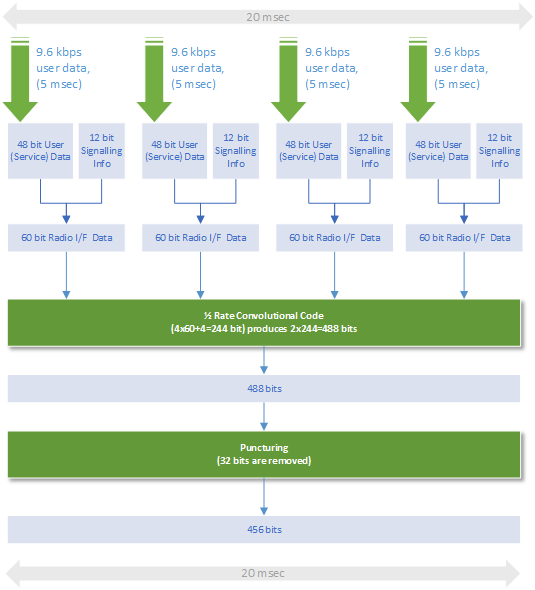 20 msec
9.6 kbps
user data,
(5 msec)
9.6 kbps
user data,
(5 msec)
9.6 kbps
user data,
(5 msec)
9.6 kbps
user data,
(5 msec)
48 bit User
(Service) Data
12 bit
Signalling
Info
48 bit User
(Service) Data
12 bit
Signalling
Info
48 bit User
(Service) Data
12 bit
Signalling
Info
48 bit User
(Service) Data
12 bit
Signalling
Info
60 bit Radio I/F Data
60 bit Radio I/F Data
60 bit Radio I/F Data
60 bit Radio I/F Data
½ Rate Convolutional Code
(4x60+4=244 bit) produces 2x244=488 bits
488 bits
Puncturing
(32 bits are removed)
456 bits
20 msec